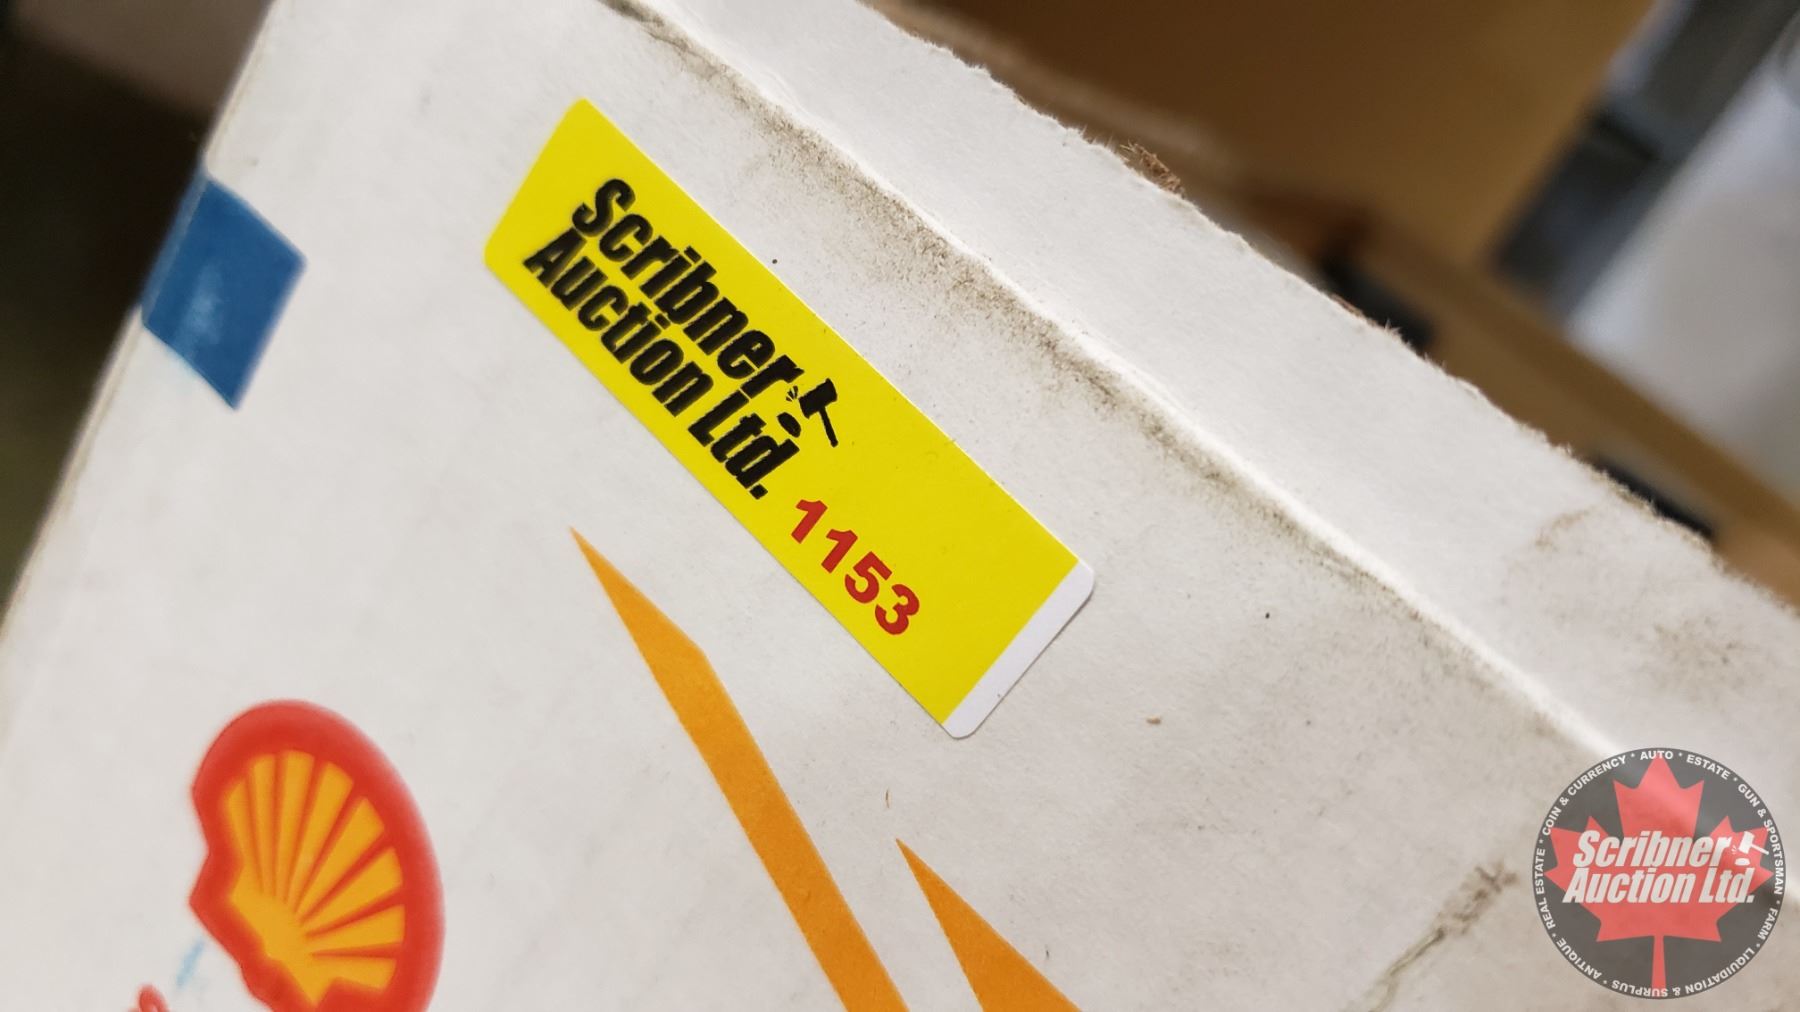 Scribner
Auction Ltd.
1153
COIN & CURRENCY * AUTO * ESTATE * GUN & SPORTSMAN * FARM * LIQUIDATION & SURPLUS * ANTIQUE * REAL ESTATE *
Scribner
Auction Ltd.